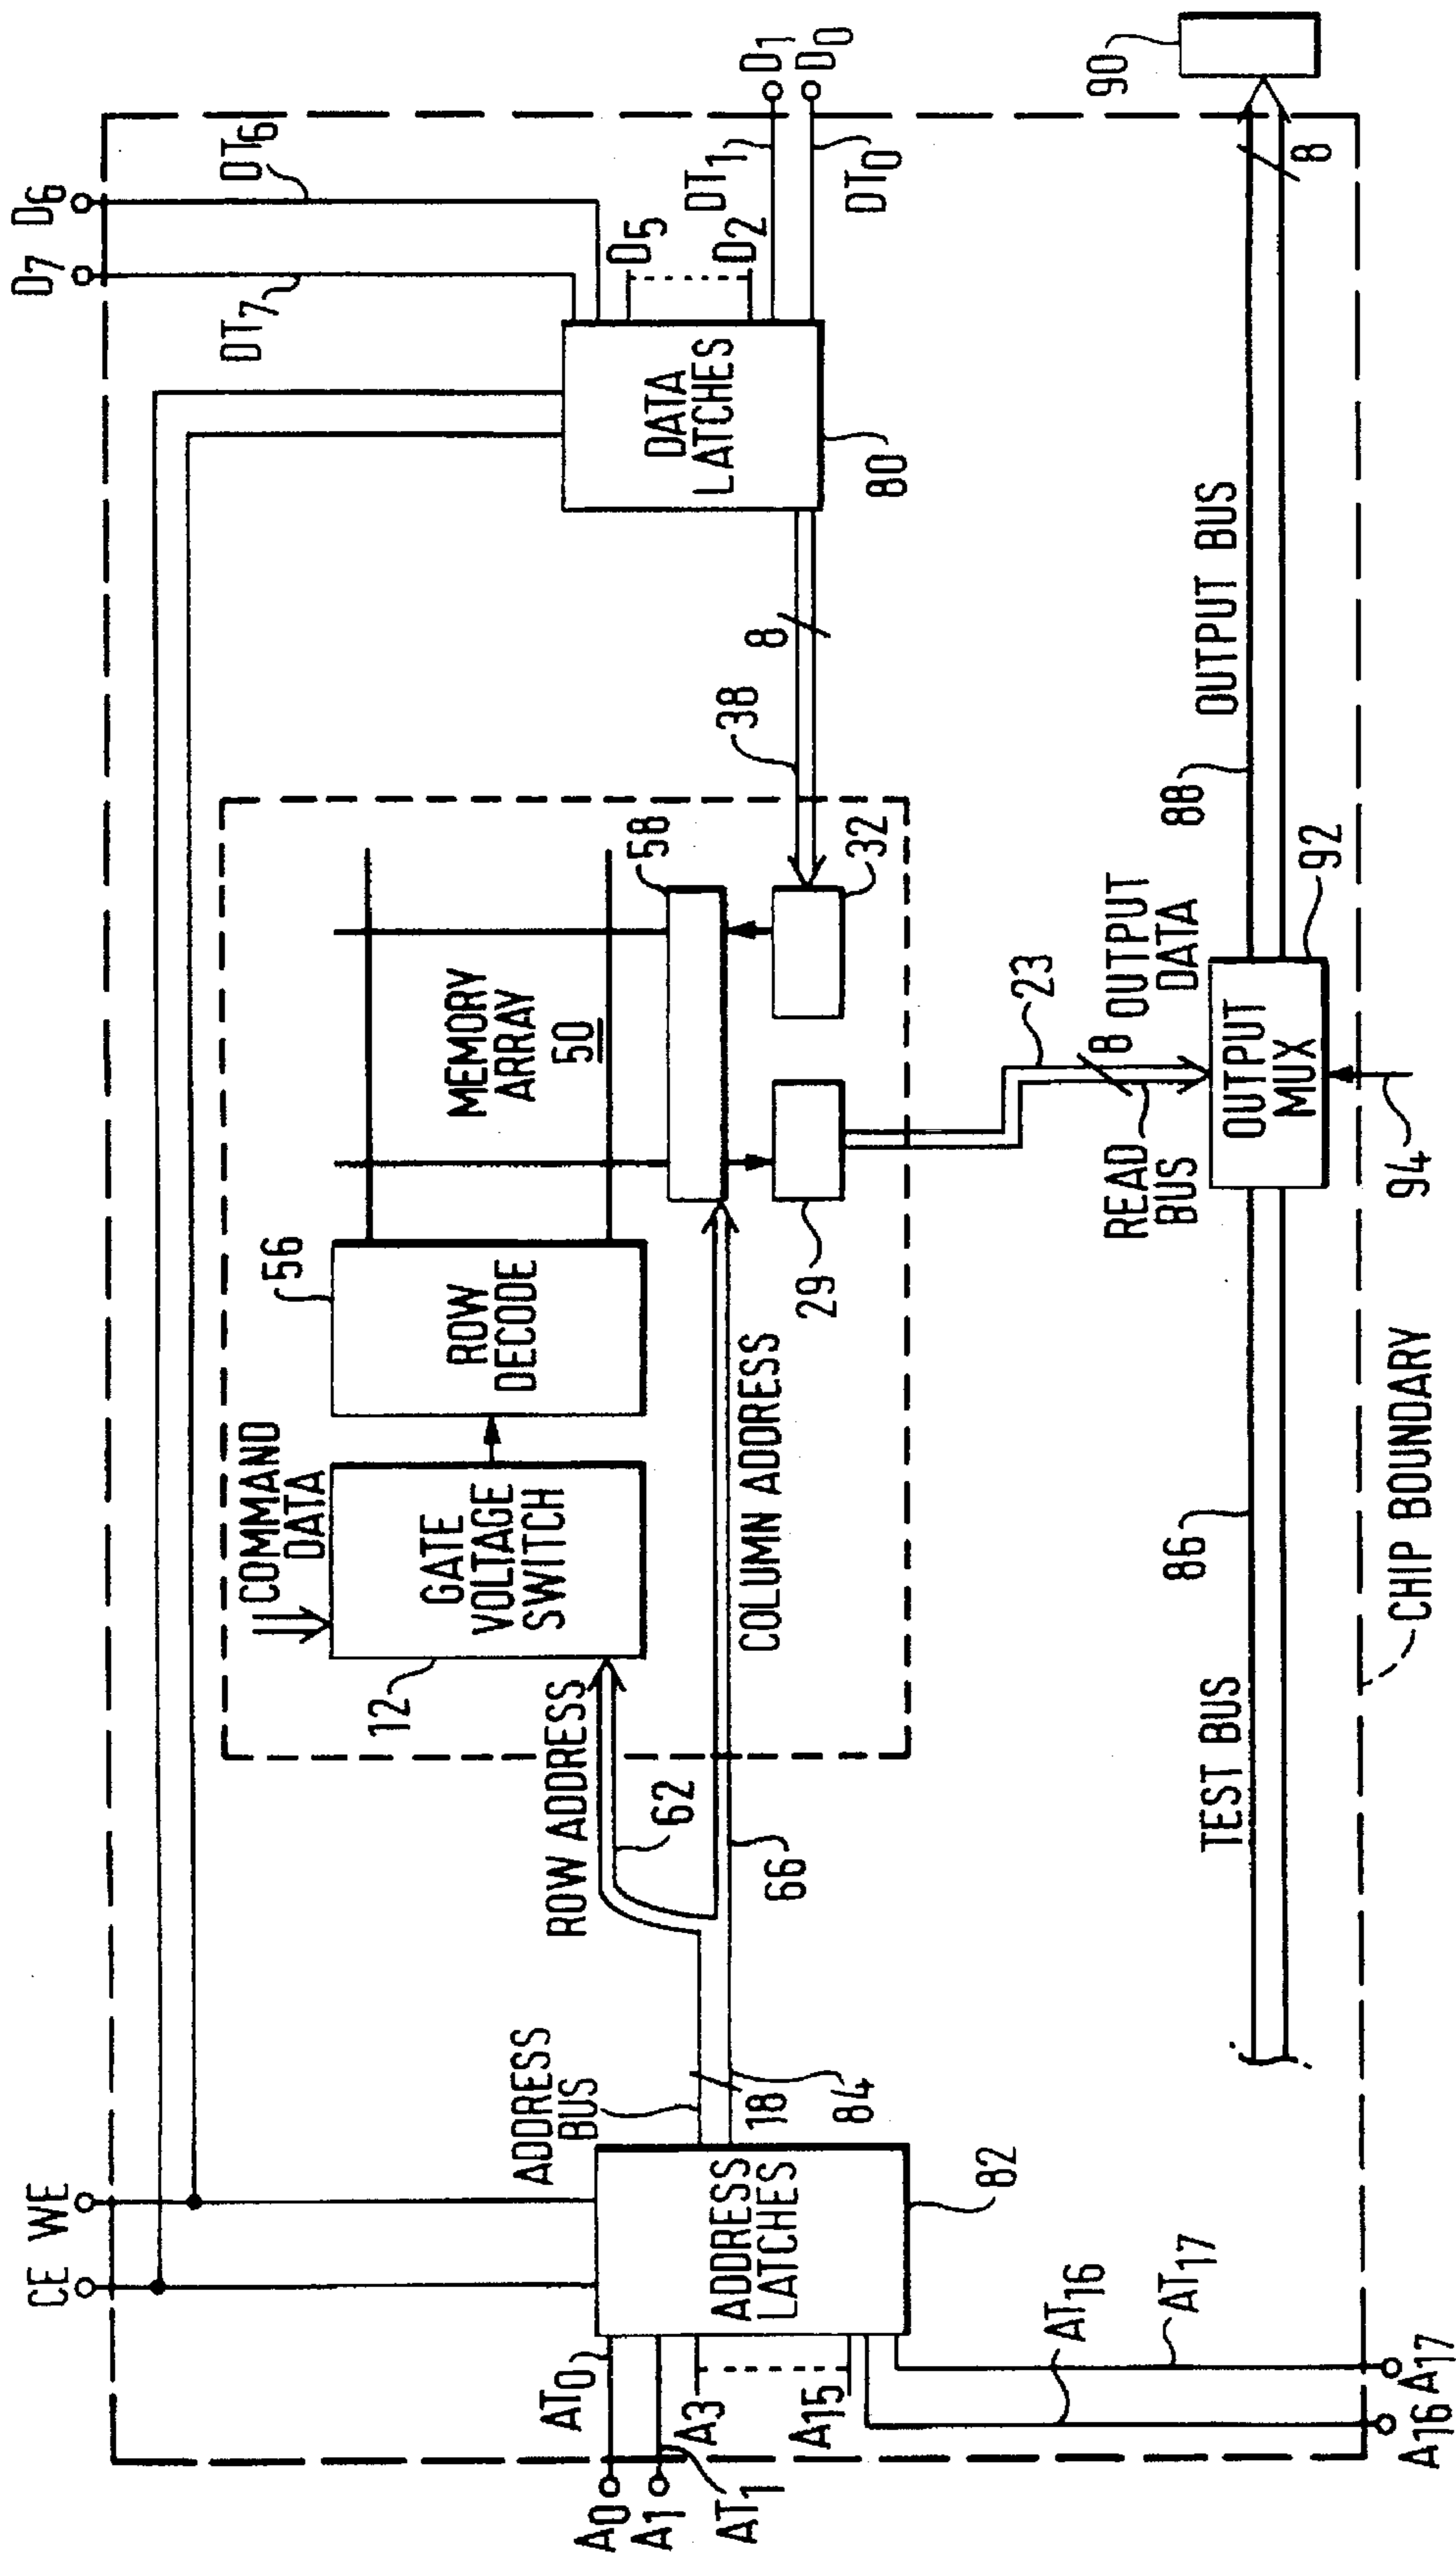 CE WE
D7 D6
DT7
DT6
COMMAND
DATA
56
12
GATE
VOLTAGE
SWITCH
ROW
DECODE
MEMORY
ARRAY
50
58
DATA
LATCHES
D5
D2
DT1
D1
D0
DT0
80
8
38
32
29
ROW ADDRESS
62
COLUMN ADDRESS
66
ADDRESS
BUS
18
84
ADDRESS
LATCHES
82
AT0
A0
A1
AT1
A3
A15
AT16
AT17
A16
A17
23
8
OUTPUT
DATA
READ
BUS
OUTPUT
MUX
92
94
88
OUTPUT BUS
8
90
TEST BUS
86
CHIP BOUNDARY